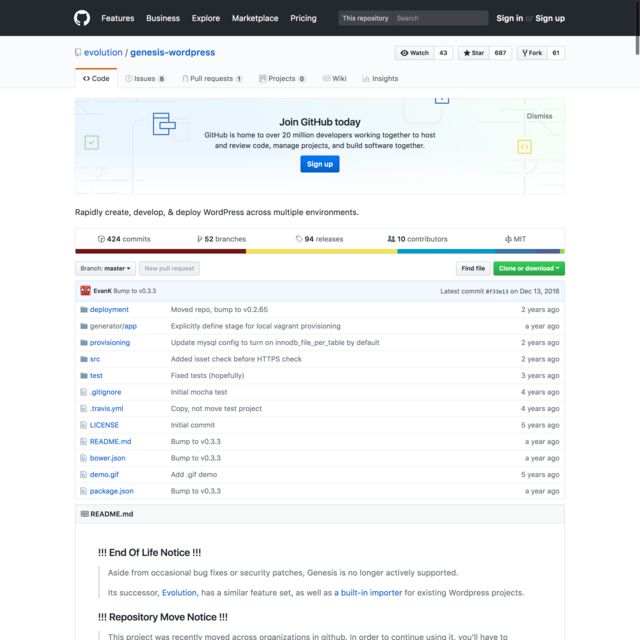 Features Business Explore Marketplace Pricing This repository Search Sign in or Sign up
evolution / genesis-wordpress Watch 43 Star 687 Fork 61
Code Issues 8 Pull requests 1 Projects 0 Wiki Insights
Join GitHub today Dismiss
GitHub is home to over 20 million developers working together to host
and review code, manage projects, and build software together.
Sign up
Rapidly create, develop, & deploy WordPress across multiple environments.
424 commits 52 branches 94 releases 10 contributors MIT
Branch: master New pull request Find file Clone or download
EvanK Bump to v0.3.3 Latest commit 8f33e13 on Dec 13, 2016
deployment Moved repo, bump to v0.2.65 2 years ago
generator/app Explicitly define stage for local vagrant provisioning a year ago
provisioning Update mysql config to turn on innodb_file_per_table by default 2 years ago
src Added isset check before HTTPS check 2 years ago
test Fixed tests (hopefully) 3 years ago
.gitignore Initial mocha test 4 years ago
.travis.yml Copy, not move test project 4 years ago
LICENSE Initial commit 5 years ago
README.md Bump to v0.3.3 a year ago
bower.json Bump to v0.3.3 a year ago
demo.gif Add .gif demo 5 years ago
package.json Bump to v0.3.3 a year ago
README.md
!!! End Of Life Notice !!!
Aside from occasional bug fixes or security patches, Genesis is no longer actively supported.
Its successor, Evolution, has a similar feature set, as well as a built-in importer for existing Wordpress projects.
!!! Repository Move Notice !!!
This project was recently moved across organizations in github. In order to continue using it, you'll have to